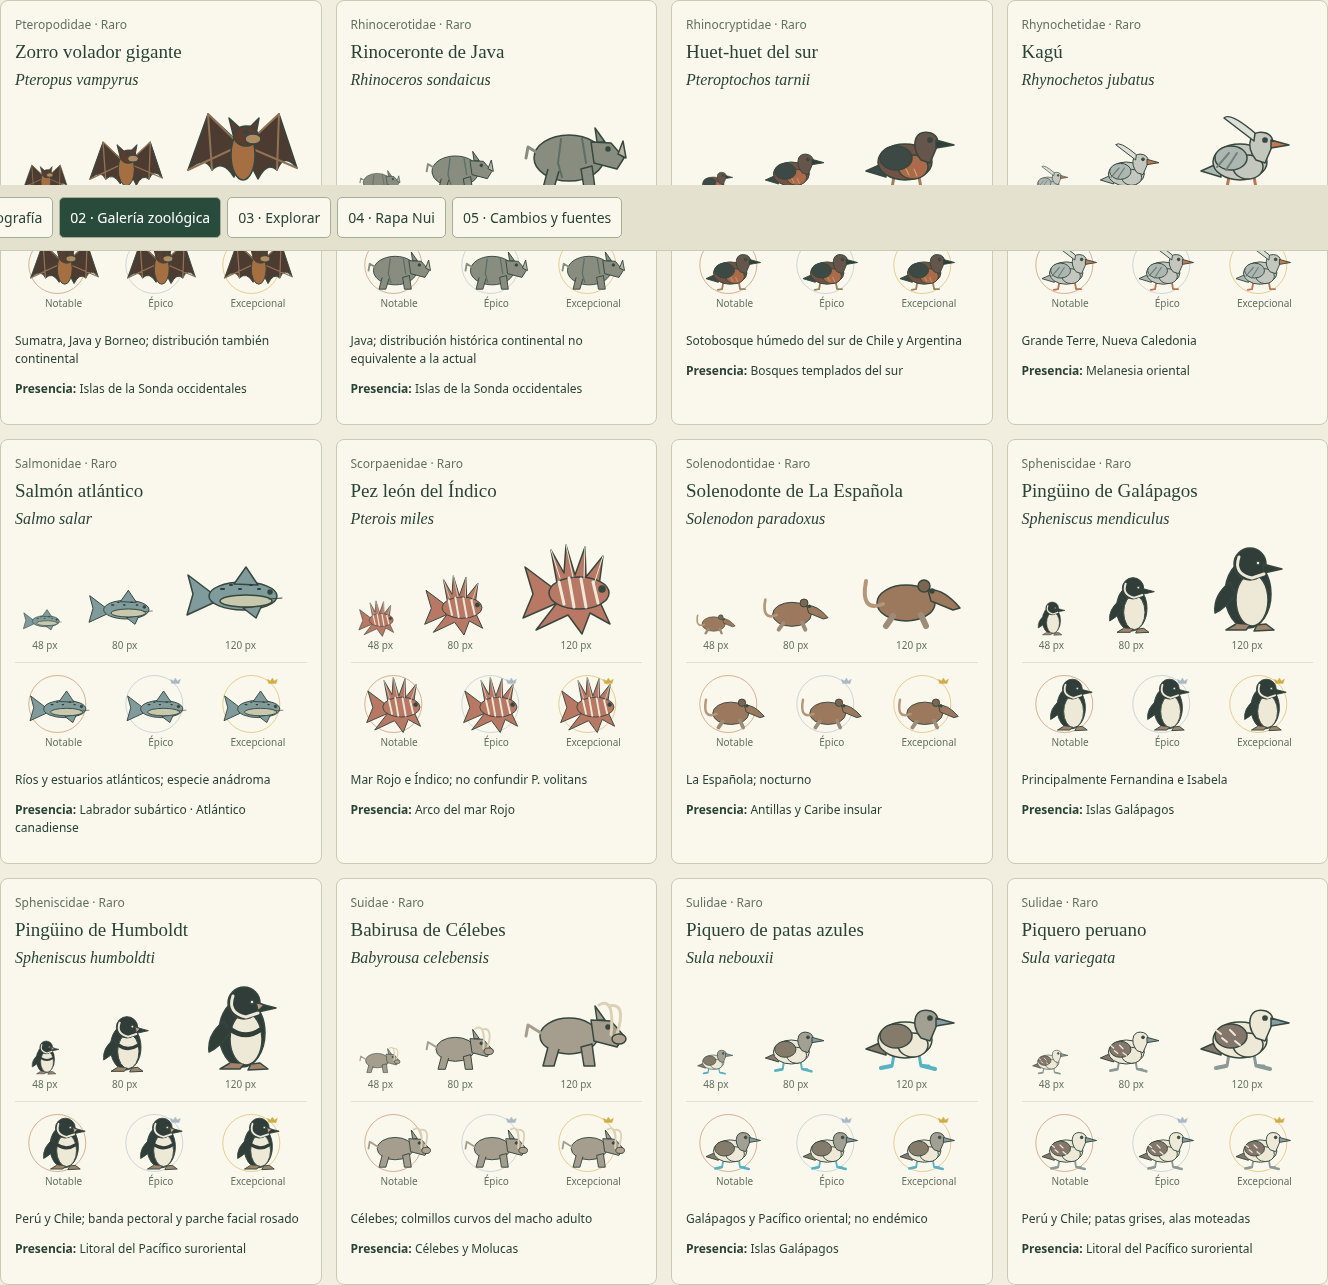 Pteropodidae · Raro
Zorro volador gigante
Pteropus vampyrus
Rhinocerotidae · Raro
Rinoceronte de Java
Rhinoceros sondaicus
Rhinocryptidae · Raro
Huet-huet del sur
Pteroptochos tarnii
Rhynochetidae · Raro
Kagú
Rhynochetos jubatus
ografía
02 · Galería zoológica
03 · Explorar
04 · Rapa Nui
05 · Cambios y fuentes
Notable Épico Excepcional
Sumatra, Java y Borneo; distribución también
continental
Presencia: Islas de la Sonda occidentales
Notable Épico Excepcional
Java; distribución histórica continental no
equivalente a la actual
Presencia: Islas de la Sonda occidentales
Notable Épico Excepcional
Sotobosque húmedo del sur de Chile y Argentina
Presencia: Bosques templados del sur
Notable Épico Excepcional
Grande Terre, Nueva Caledonia
Presencia: Melanesia oriental
Salmonidae · Raro
Salmón atlántico
Salmo salar
48 px 80 px 120 px
Notable Épico Excepcional
Ríos y estuarios atlánticos; especie anádroma
Presencia: Labrador subártico · Atlántico
canadiense
Scorpaenidae · Raro
Pez león del Índico
Pterois miles
48 px 80 px 120 px
Notable Épico Excepcional
Mar Rojo e Índico; no confundir P. volitans
Presencia: Arco del mar Rojo
Solenodontidae · Raro
Solenodonte de La Española
Solenodon paradoxus
48 px 80 px 120 px
Notable Épico Excepcional
La Española; nocturno
Presencia: Antillas y Caribe insular
Spheniscidae · Raro
Pingüino de Galápagos
Spheniscus mendiculus
48 px 80 px 120 px
Notable Épico Excepcional
Principalmente Fernandina e Isabela
Presencia: Islas Galápagos
Spheniscidae · Raro
Pingüino de Humboldt
Spheniscus humboldti
48 px 80 px 120 px
Notable Épico Excepcional
Perú y Chile; banda pectoral y parche facial rosado
Presencia: Litoral del Pacífico suroriental
Suidae · Raro
Babirusa de Célebes
Babyrousa celebensis
48 px 80 px 120 px
Notable Épico Excepcional
Célebes; colmillos curvos del macho adulto
Presencia: Célebes y Molucas
Sulidae · Raro
Piquero de patas azules
Sula nebouxii
48 px 80 px 120 px
Notable Épico Excepcional
Galápagos y Pacífico oriental; no endémico
Presencia: Islas Galápagos
Sulidae · Raro
Piquero peruano
Sula variegata
48 px 80 px 120 px
Notable Épico Excepcional
Perú y Chile; patas grises, alas moteadas
Presencia: Litoral del Pacífico suroriental